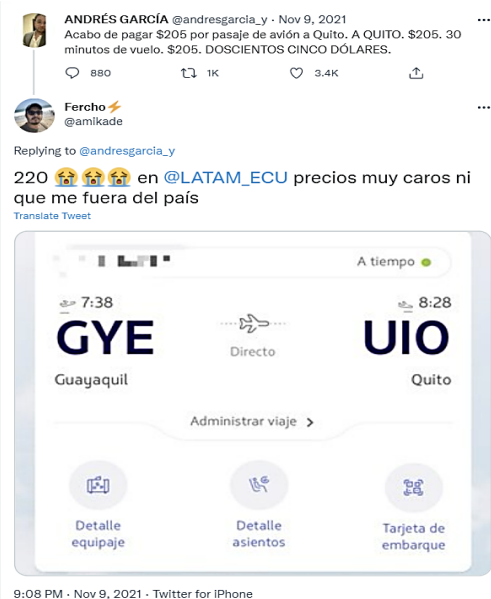 ANDRÉS GARCÍA @andresgarcia_y · Nov 9, 2021
Acabo de pagar $205 por pasaje de avión a Quito. A QUITO. $205. 30
minutos de vuelo. $205. DOSCIENTOS CINCO DÓLARES.
880 1K 3.4K
Fercho⚡
@amikade
Replying to @andresgarcia_y
220 😭😭😭 en @LATAM_ECU precios muy caros ni
que me fuera del país
Translate Tweet
A tiempo
7:38 8:28
GYE UIO
Directo
Guayaquil Quito
Administrar viaje >
Detalle Detalle Tarjeta de
equipaje asientos embarque
9:08 PM · Nov 9, 2021 · Twitter for iPhone